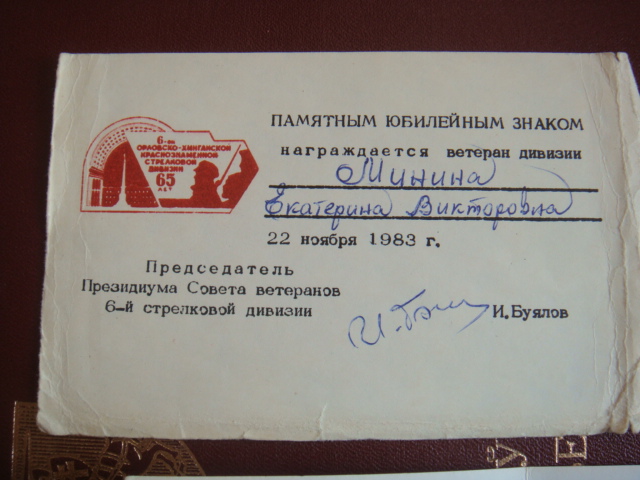 6-ой
ОРЛОВСКО-ХИНГАНСКОЙ
КРАСНОЗНАМЕННОЙ
СТРЕЛКОВОЙ
ДИВИЗИИ
65
ЛЕТ
ПАМЯТНЫМ ЮБИЛЕЙНЫМ ЗНАКОМ
награждается ветеран дивизии
Минина
Екатерина Викторовна
22 ноября 1983 г.
Председатель
Президиума Совета ветеранов
6-й стрелковой дивизии
И.Буялов